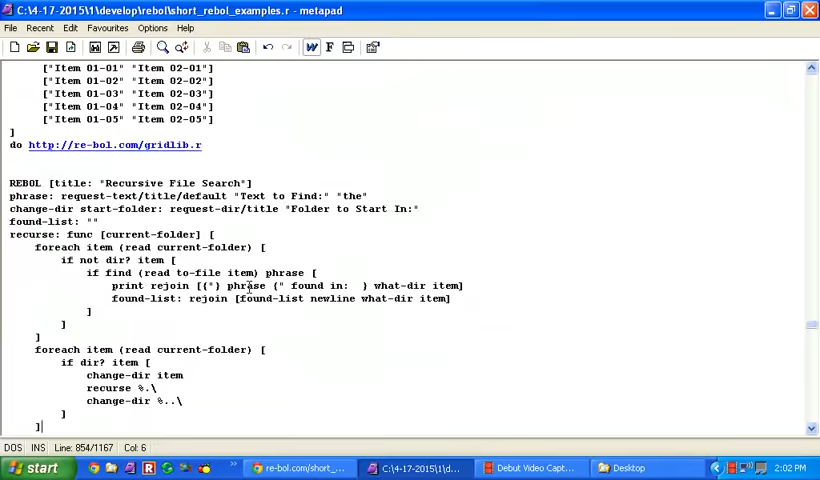 C:\4-17-2015\1\develop\rebol\short_rebol_examples.r - metapad
File Recent Edit Favourites Options Help
W F
["Item 01-01" "Item 02-01"]
["Item 01-02" "Item 02-02"]
["Item 01-03" "Item 02-03"]
["Item 01-04" "Item 02-04"]
["Item 01-05" "Item 02-05"]
]
do http://re-bol.com/gridlib.r
REBOL [title: "Recursive File Search"]
phrase: request-text/title/default "Text to Find:" "the"
change-dir start-folder: request-dir/title "Folder to Start In:"
found-list: ""
recurse: func [current-folder] [
foreach item (read current-folder) [
if not dir? item [
if find (read to-file item) phrase [
print rejoin [{"} phrase {" found in:  } what-dir item]
found-list: rejoin [found-list newline what-dir item]
]
]
]
foreach item (read current-folder) [
if dir? item [
change-dir item
recurse %.\
change-dir %..\
]
]
DOS INS Line: 854/1167 Col: 6
start R » re-bol.com/short_... C:\4-17-2015\1\d... Debut Video Capt... Desktop 2:02 PM